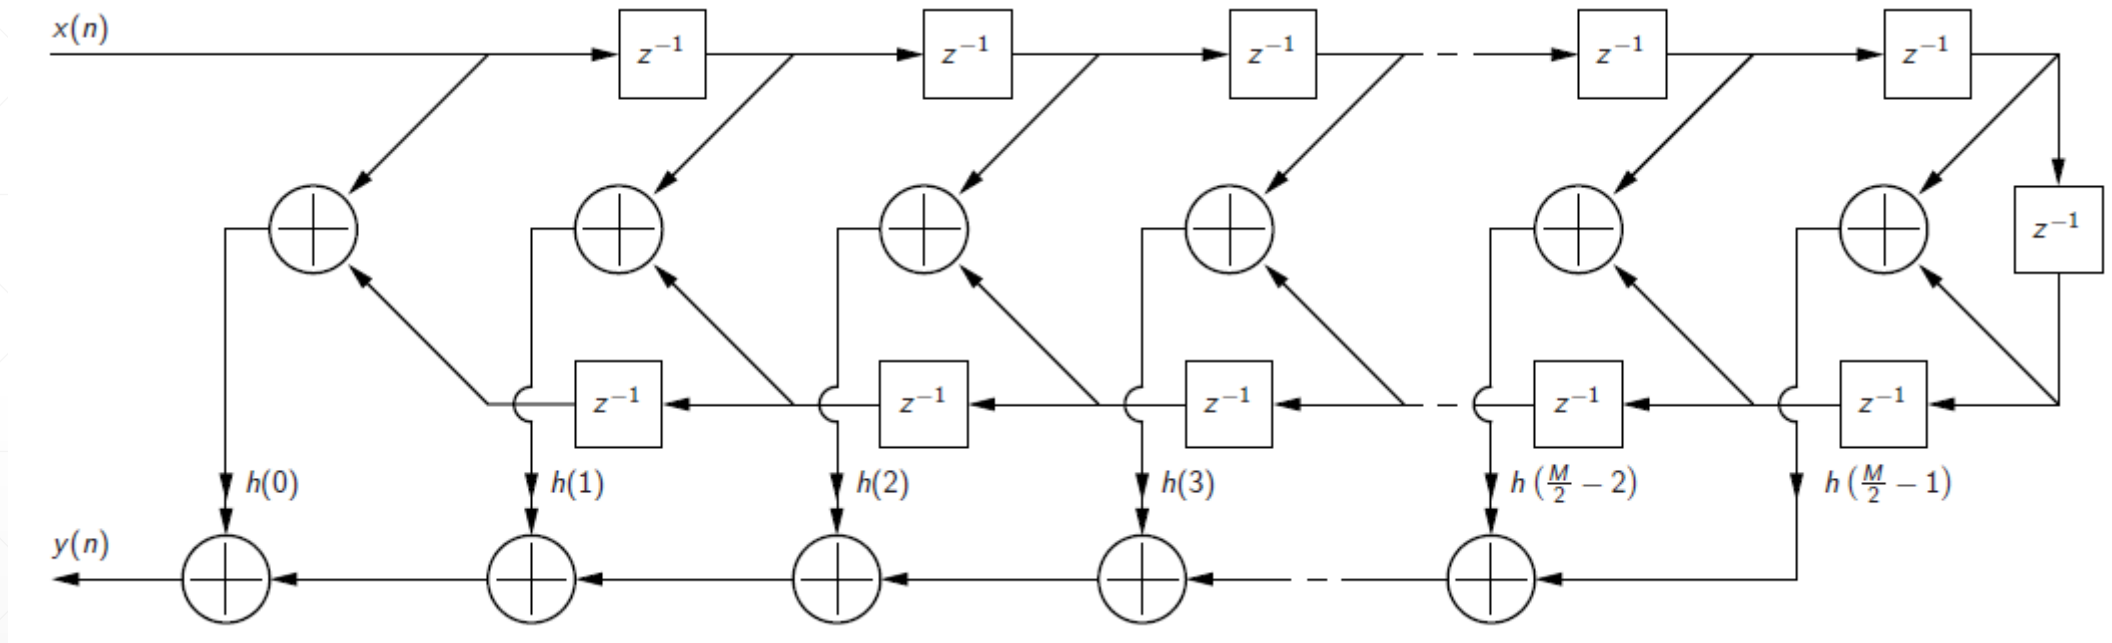 x(n)
z⁻¹ z⁻¹ z⁻¹ z⁻¹ z⁻¹
z⁻¹
z⁻¹ z⁻¹ z⁻¹ z⁻¹ z⁻¹
h(0) h(1) h(2) h(3) h(M/2 − 2) h(M/2 − 1)
y(n)